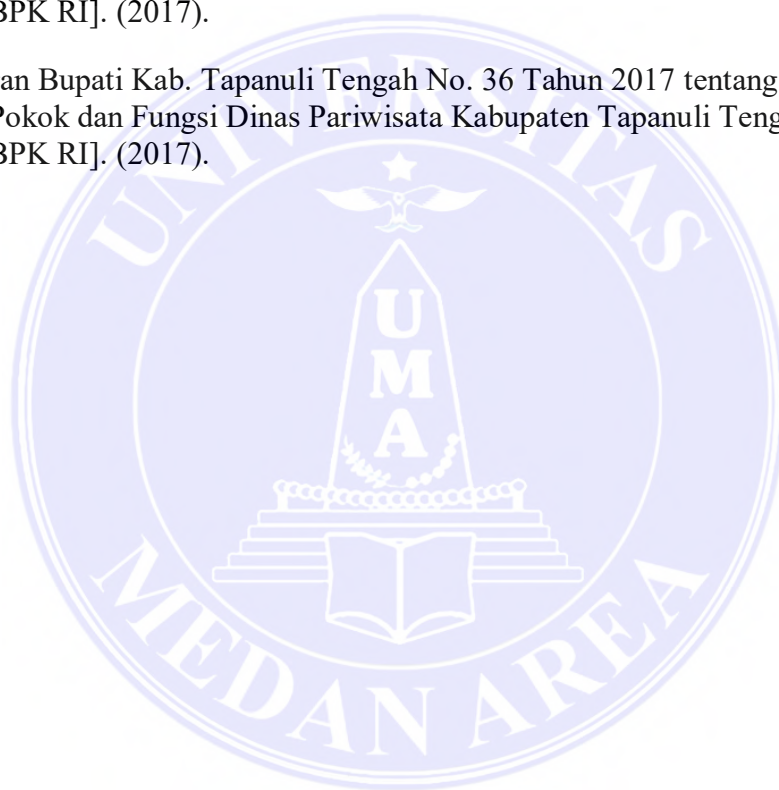 BPK RI]. (2017).
an Bupati Kab. Tapanuli Tengah No. 36 Tahun 2017 tentang
Pokok dan Fungsi Dinas Pariwisata Kabupaten Tapanuli Teng
BPK RI]. (2017).
UNIVERSITAS
UMA
MEDAN AREA